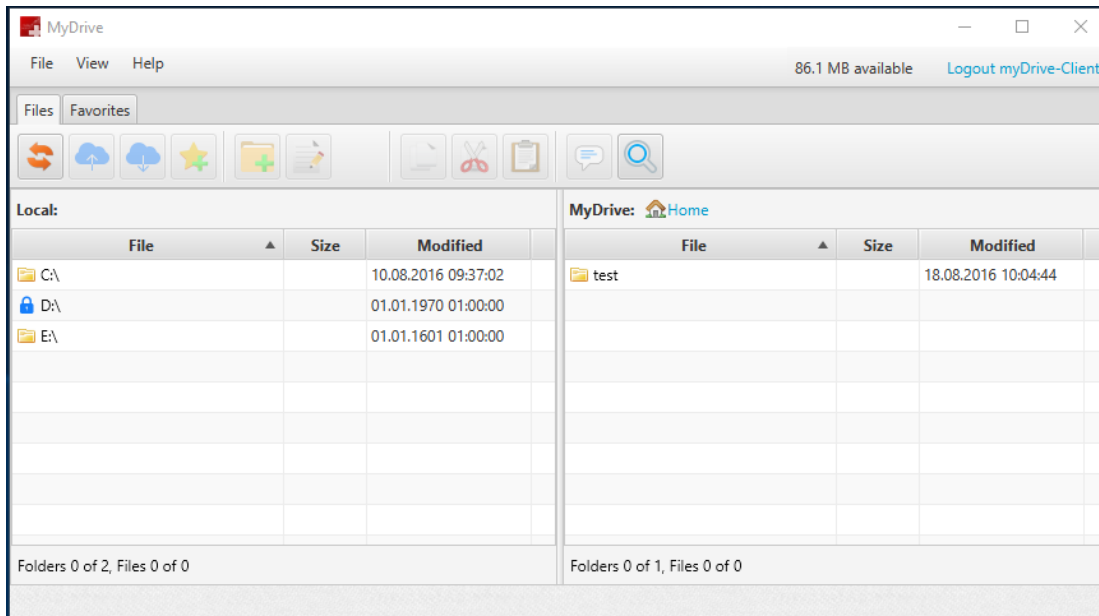 MyDrive
File View Help 86.1 MB available Logout myDrive-Client
Files Favorites
Local: MyDrive: Home
File Size Modified File Size Modified
C:\ 10.08.2016 09:37:02 test 18.08.2016 10:04:44
D:\ 01.01.1970 01:00:00
E:\ 01.01.1601 01:00:00
Folders 0 of 2, Files 0 of 0 Folders 0 of 1, Files 0 of 0